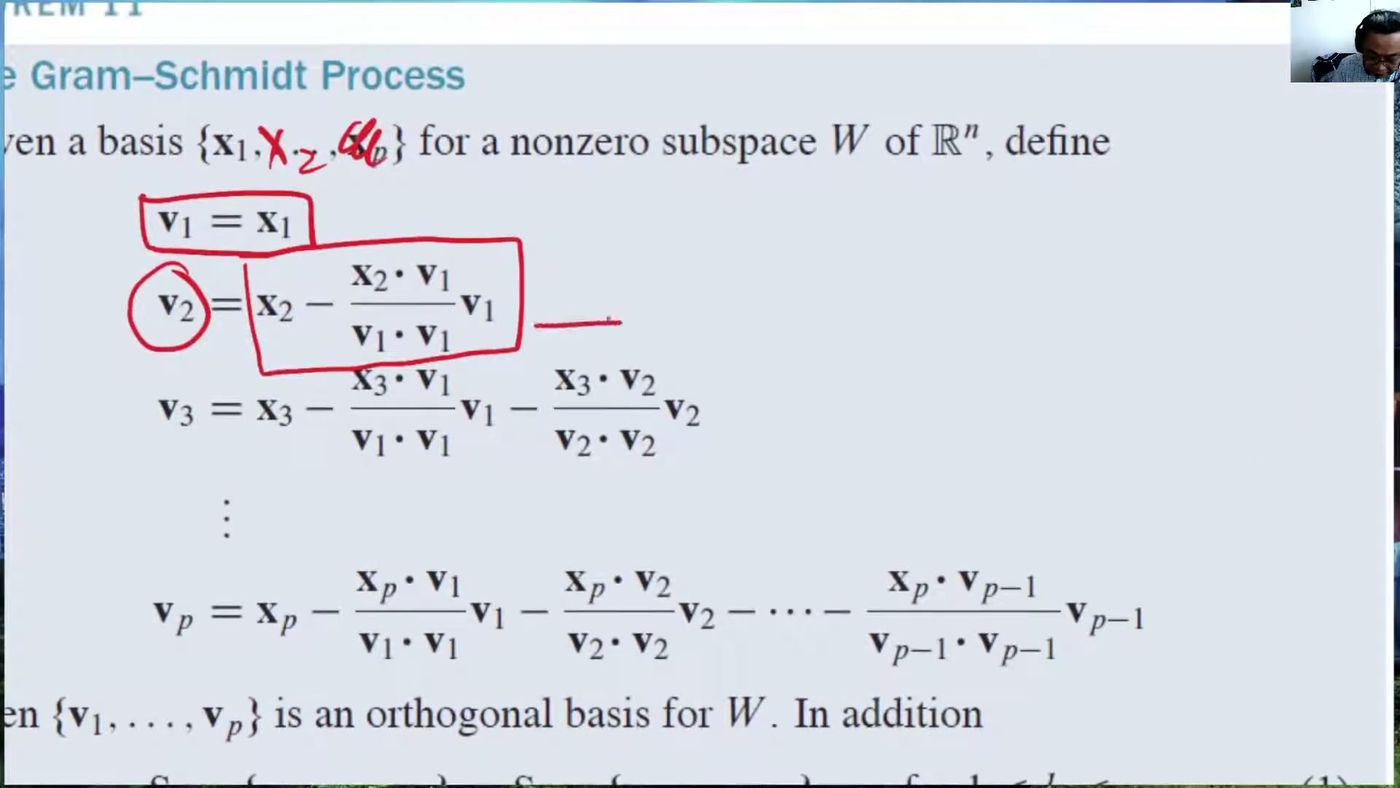 REM 11
e Gram–Schmidt Process
ven a basis {x₁, x₂ . . , xₚ} for a nonzero subspace W of ℝⁿ, define
v₁ = x₁
v₂ = x₂ − (x₂ · v₁)/(v₁ · v₁) v₁
v₃ = x₃ − (x₃ · v₁)/(v₁ · v₁) v₁ − (x₃ · v₂)/(v₂ · v₂) v₂
⋮
vₚ = xₚ − (xₚ · v₁)/(v₁ · v₁) v₁ − (xₚ · v₂)/(v₂ · v₂) v₂ − ⋯ − (xₚ · vₚ₋₁)/(vₚ₋₁ · vₚ₋₁) vₚ₋₁
en {v₁, . . . , vₚ} is an orthogonal basis for W. In addition